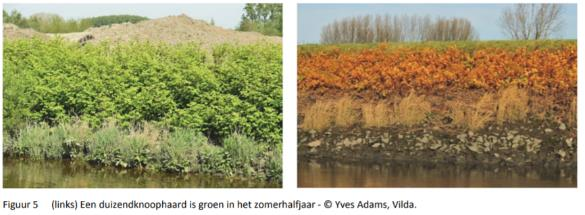 Figuur 5 (links) Een duizendknoophaard is groen in het zomerhalfjaar - © Yves Adams, Vilda.